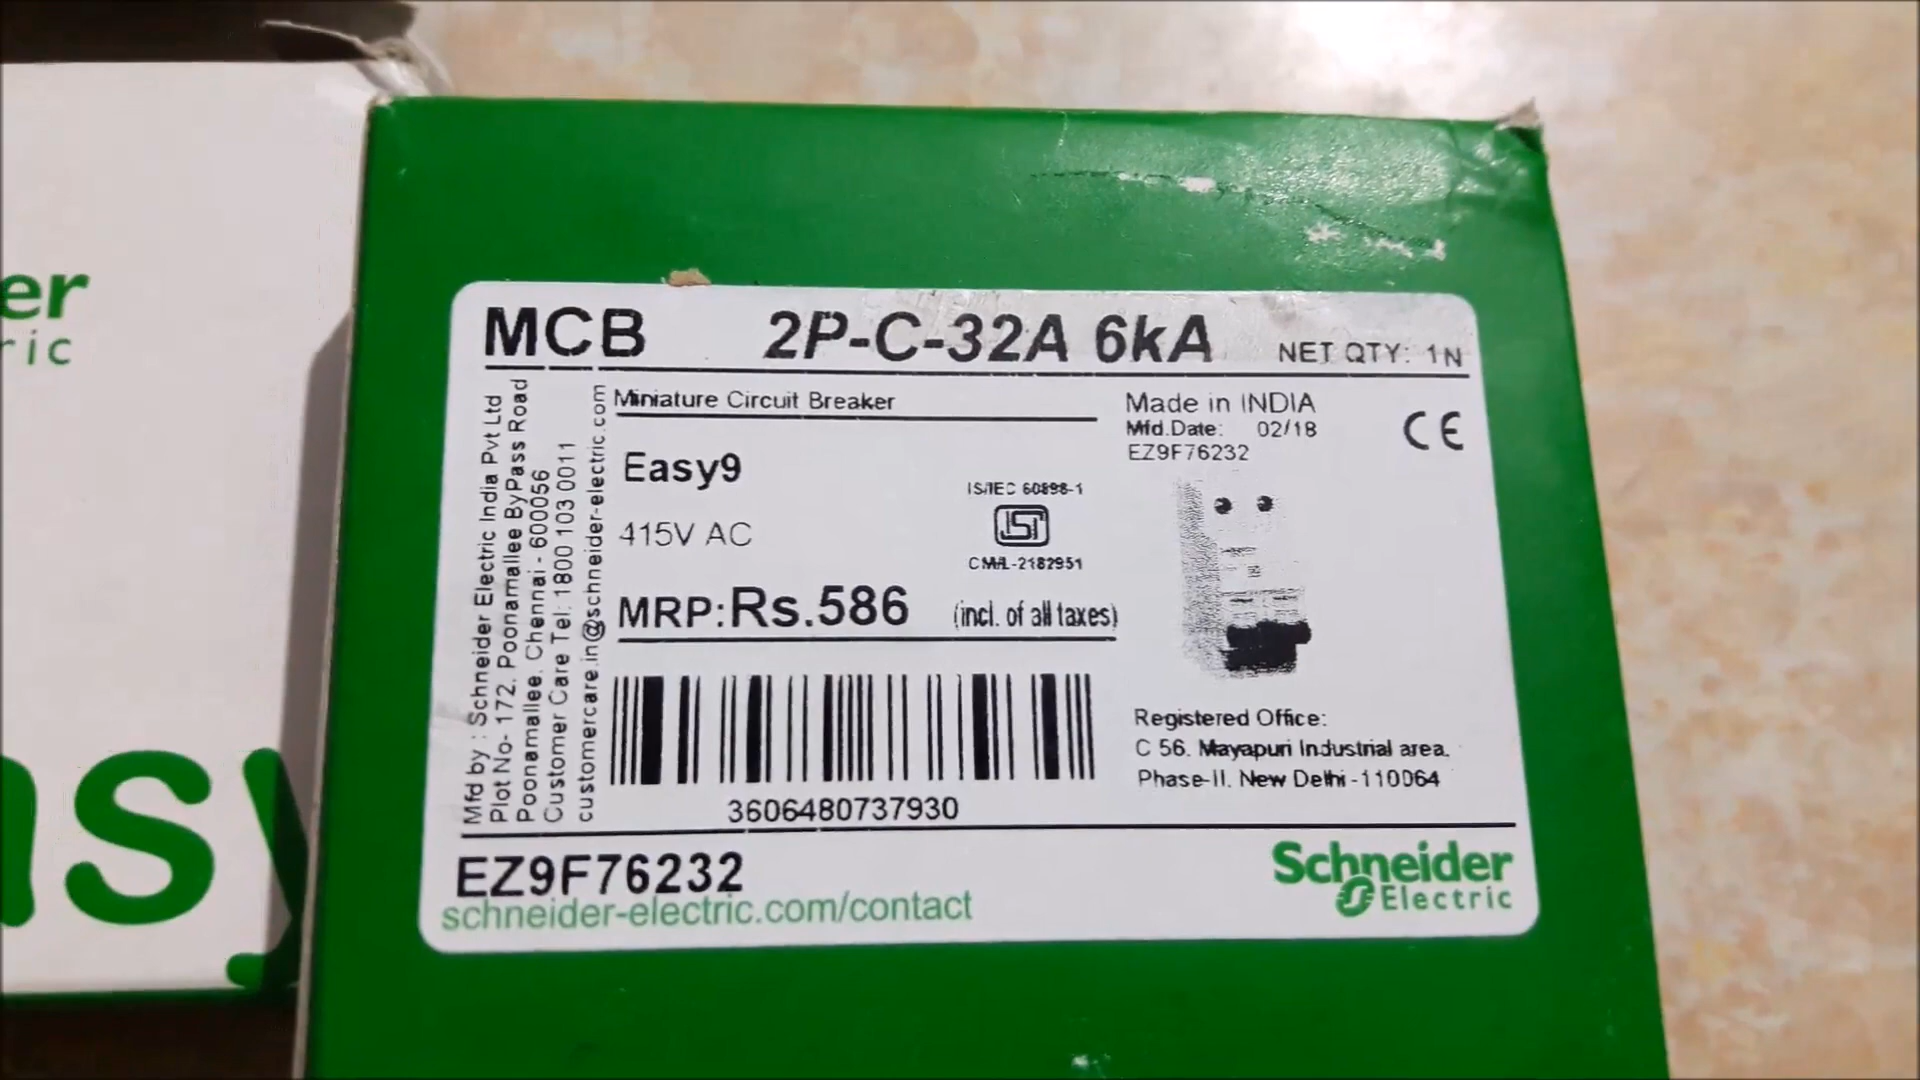 er
ric
asy
MCB 2P-C-32A 6kA NET QTY: 1N
Mfd by : Schneider Electric India Pvt Ltd
Plot No- 172. Poonamallee ByPass Road
Poonamallee. Chennai - 600056
Customer Care Tel: 1800 103 0011
customercare.in@schneider-electric.com
Miniature Circuit Breaker
Easy9
415V AC
MRP:Rs.586 (incl. of all taxes)
IS/IEC 60898-1
ISI
CM/L-2182951
Made in INDIA
Mfd.Date: 02/18
EZ9F76232
CE
3606480737930
Registered Office:
C 56. Mayapuri Industrial area.
Phase-II. New Delhi -110064
EZ9F76232
schneider-electric.com/contact
Schneider
Electric